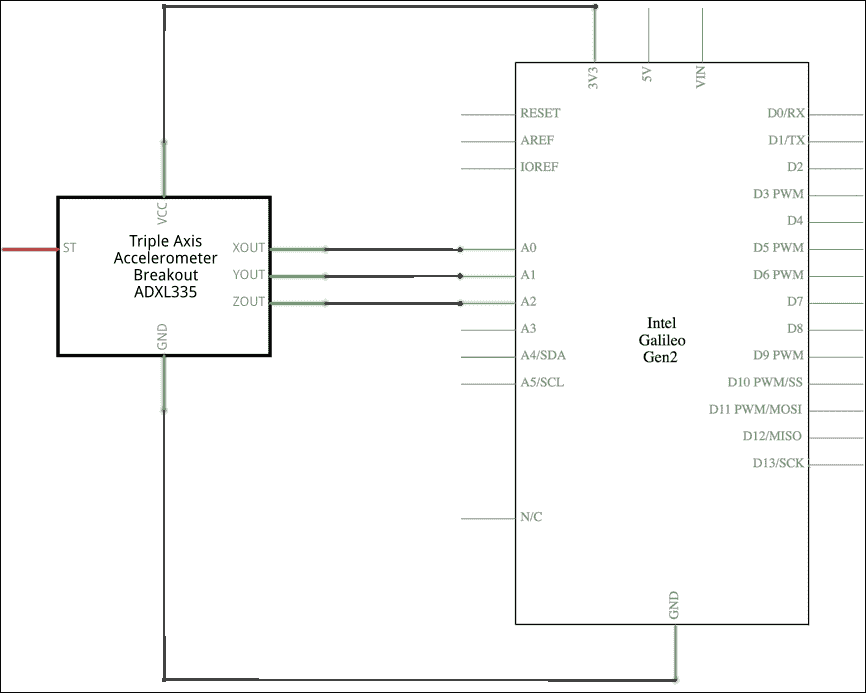 3V3
5V
VIN
RESET
AREF
IOREF
A0
A1
A2
A3
A4/SDA
A5/SCL
N/C
D0/RX
D1/TX
D2
D3 PWM
D4
D5 PWM
D6 PWM
D7
D8
D9 PWM
D10 PWM/SS
D11 PWM/MOSI
D12/MISO
D13/SCK
Intel
Galileo
Gen2
GND
VCC
ST
Triple Axis
Accelerometer
Breakout
ADXL335
XOUT
YOUT
ZOUT
GND